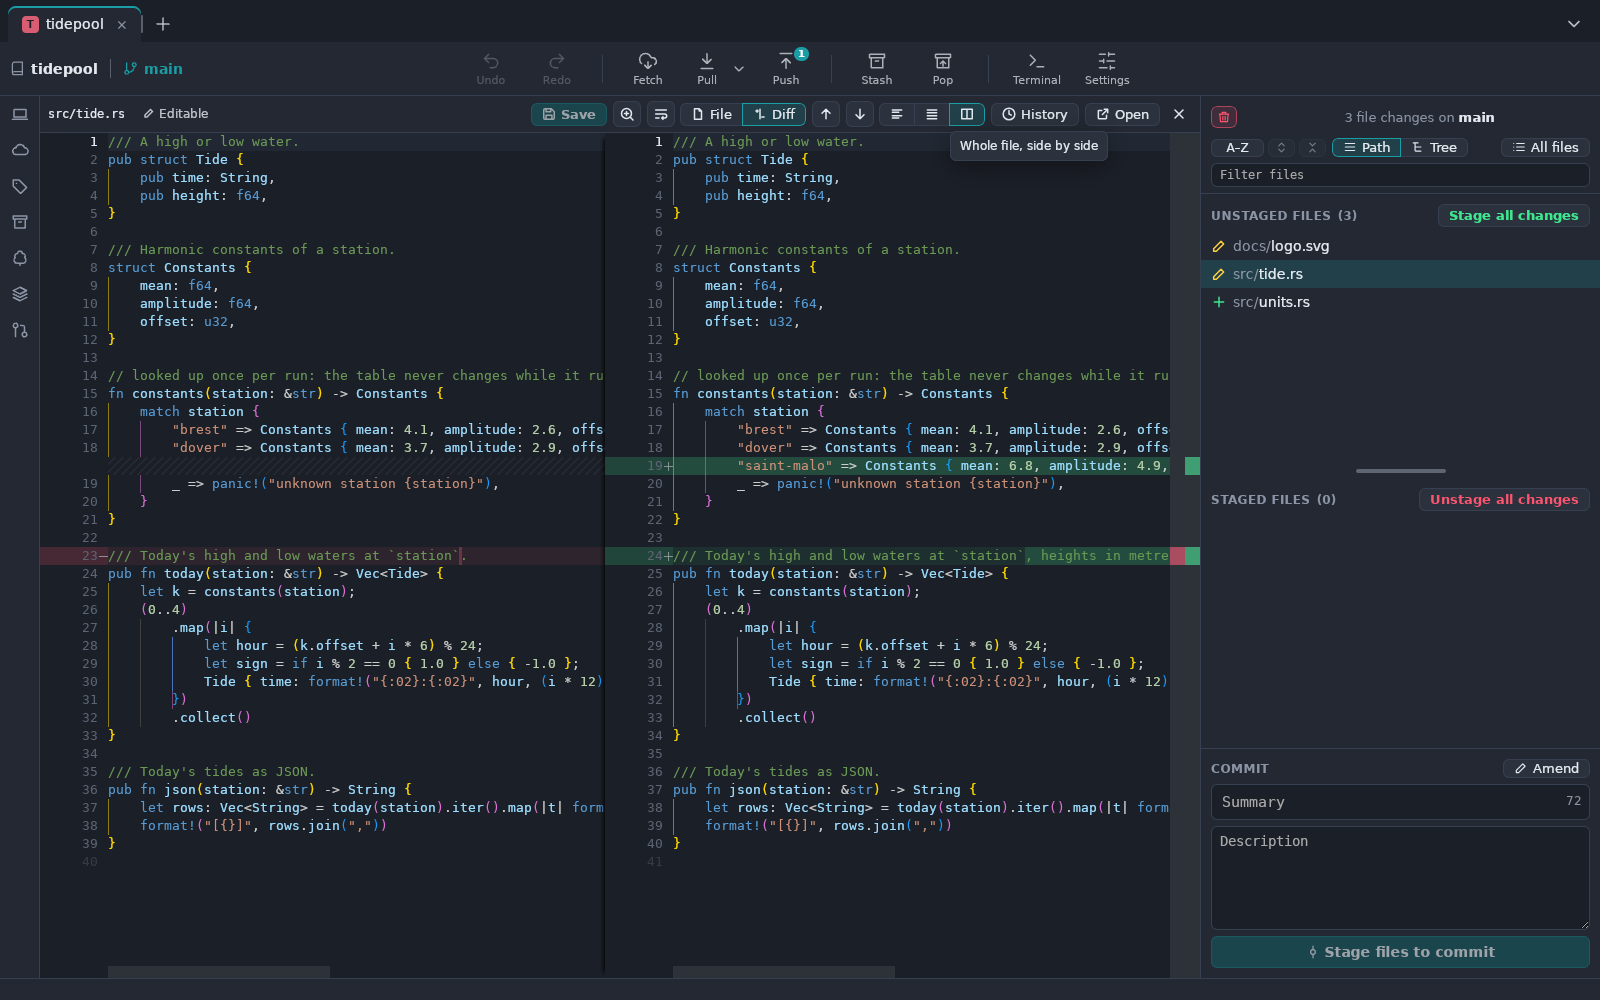 T tidepool
tidepool main
Undo Redo Fetch Pull Push 1 Stash Pop Terminal Settings
src/tide.rs Editable Save File Diff History Open
Whole file, side by side
1 /// A high or low water.
2 pub struct Tide {
3 pub time: String,
4 pub height: f64,
5 }
6
7 /// Harmonic constants of a station.
8 struct Constants {
9 mean: f64,
10 amplitude: f64,
11 offset: u32,
12 }
13
14 // looked up once per run: the table never changes while it ru
15 fn constants(station: &str) -> Constants {
16 match station {
17 "brest" => Constants { mean: 4.1, amplitude: 2.6, offs
18 "dover" => Constants { mean: 3.7, amplitude: 2.9, offs
19 _ => panic!("unknown station {station}"),
20 }
21 }
22
23 — /// Today's high and low waters at `station`.
24 pub fn today(station: &str) -> Vec<Tide> {
25 let k = constants(station);
26 (0..4)
27 .map(|i| {
28 let hour = (k.offset + i * 6) % 24;
29 let sign = if i % 2 == 0 { 1.0 } else { -1.0 };
30 Tide { time: format!("{:02}:{:02}", hour, (i * 12)
31 })
32 .collect()
33 }
34
35 /// Today's tides as JSON.
36 pub fn json(station: &str) -> String {
37 let rows: Vec<String> = today(station).iter().map(|t| form
38 format!("[{}]", rows.join(","))
39 }
40
1 /// A high or low water.
2 pub struct Tide {
3 pub time: String,
4 pub height: f64,
5 }
6
7 /// Harmonic constants of a station.
8 struct Constants {
9 mean: f64,
10 amplitude: f64,
11 offset: u32,
12 }
13
14 // looked up once per run: the table never changes while it ru
15 fn constants(station: &str) -> Constants {
16 match station {
17 "brest" => Constants { mean: 4.1, amplitude: 2.6, offs
18 "dover" => Constants { mean: 3.7, amplitude: 2.9, offs
19 + "saint-malo" => Constants { mean: 6.8, amplitude: 4.9,
20 _ => panic!("unknown station {station}"),
21 }
22 }
23
24 + /// Today's high and low waters at `station`, heights in metre
25 pub fn today(station: &str) -> Vec<Tide> {
26 let k = constants(station);
27 (0..4)
28 .map(|i| {
29 let hour = (k.offset + i * 6) % 24;
30 let sign = if i % 2 == 0 { 1.0 } else { -1.0 };
31 Tide { time: format!("{:02}:{:02}", hour, (i * 12)
32 })
33 .collect()
34 }
35
36 /// Today's tides as JSON.
37 pub fn json(station: &str) -> String {
38 let rows: Vec<String> = today(station).iter().map(|t| form
39 format!("[{}]", rows.join(","))
40 }
41
3 file changes on main
A-Z Path Tree All files
Filter files
UNSTAGED FILES (3) Stage all changes
docs/logo.svg
src/tide.rs
src/units.rs
STAGED FILES (0) Unstage all changes
COMMIT Amend
Summary 72
Description
Stage files to commit